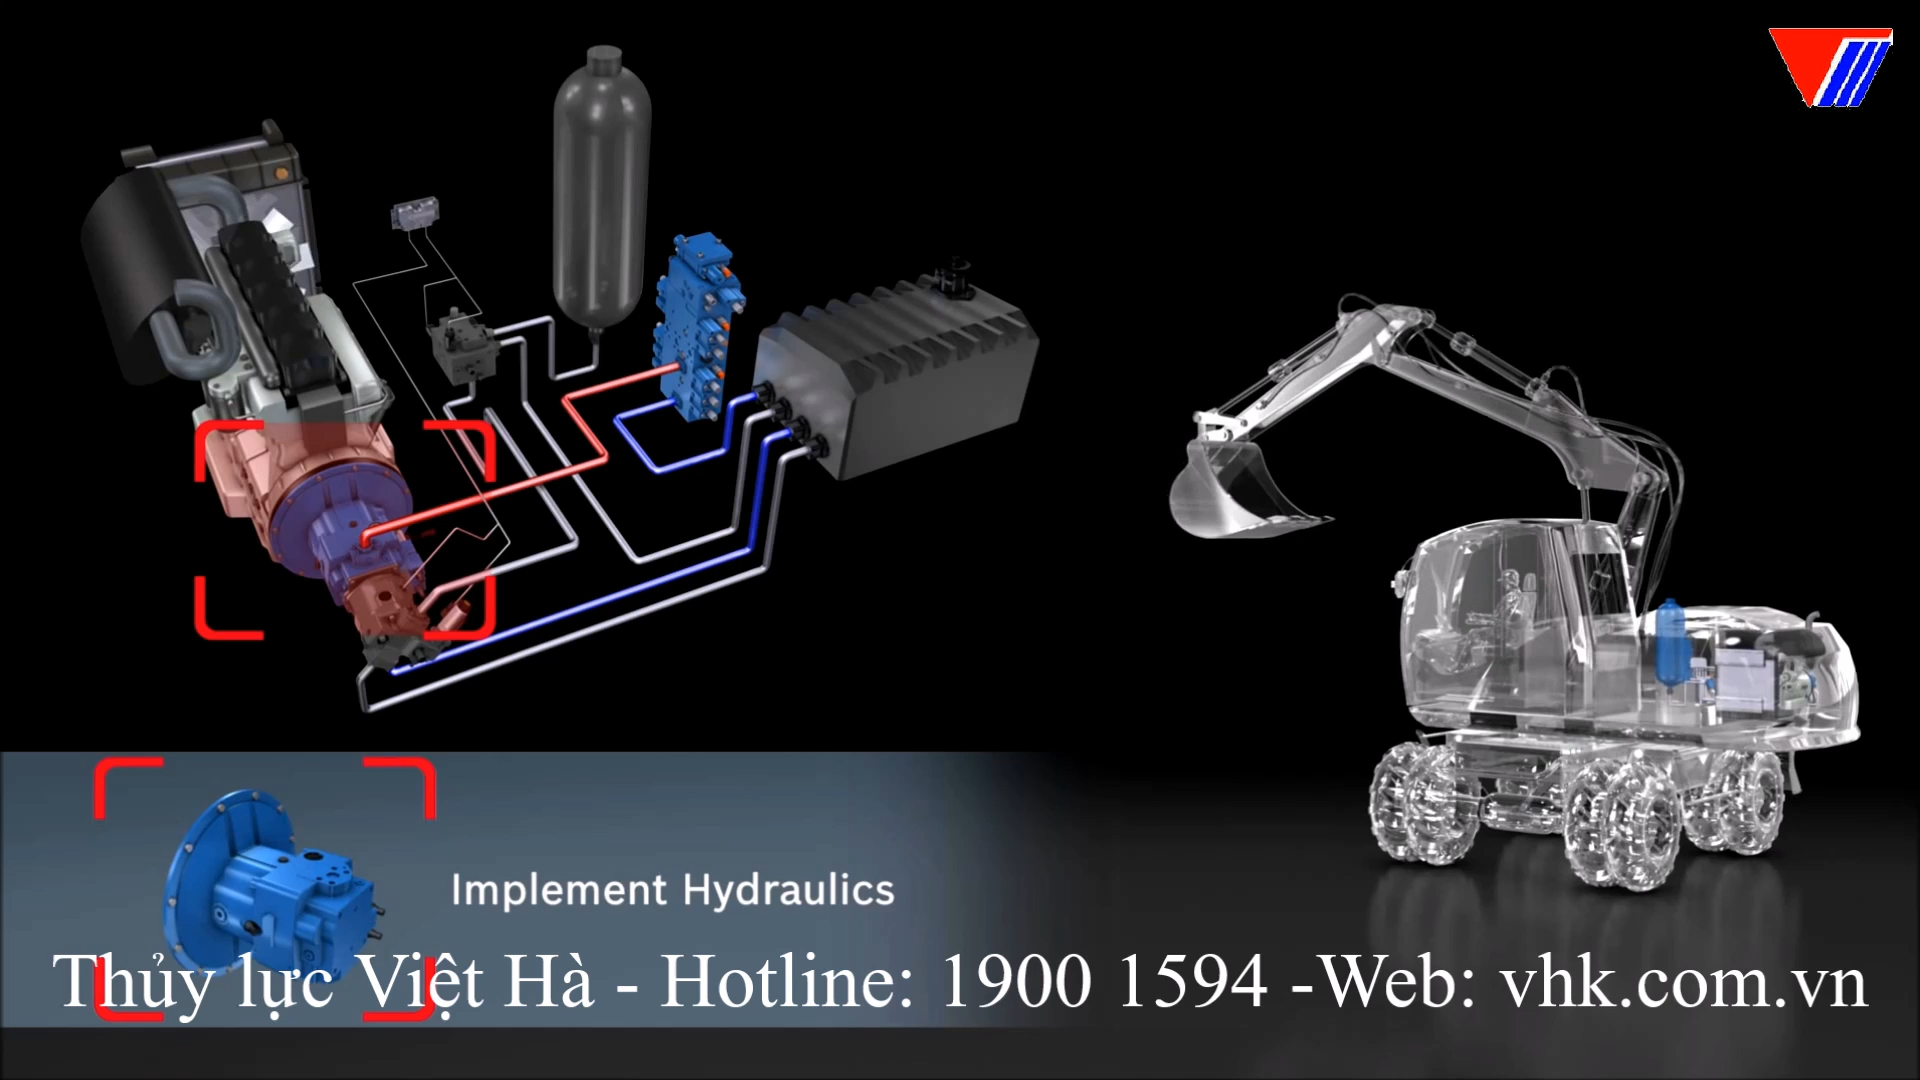 Implement Hydraulics
Thủy lực Việt Hà - Hotline: 1900 1594 -Web: vhk.com.vn